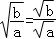 √(b/a) = √b/√a